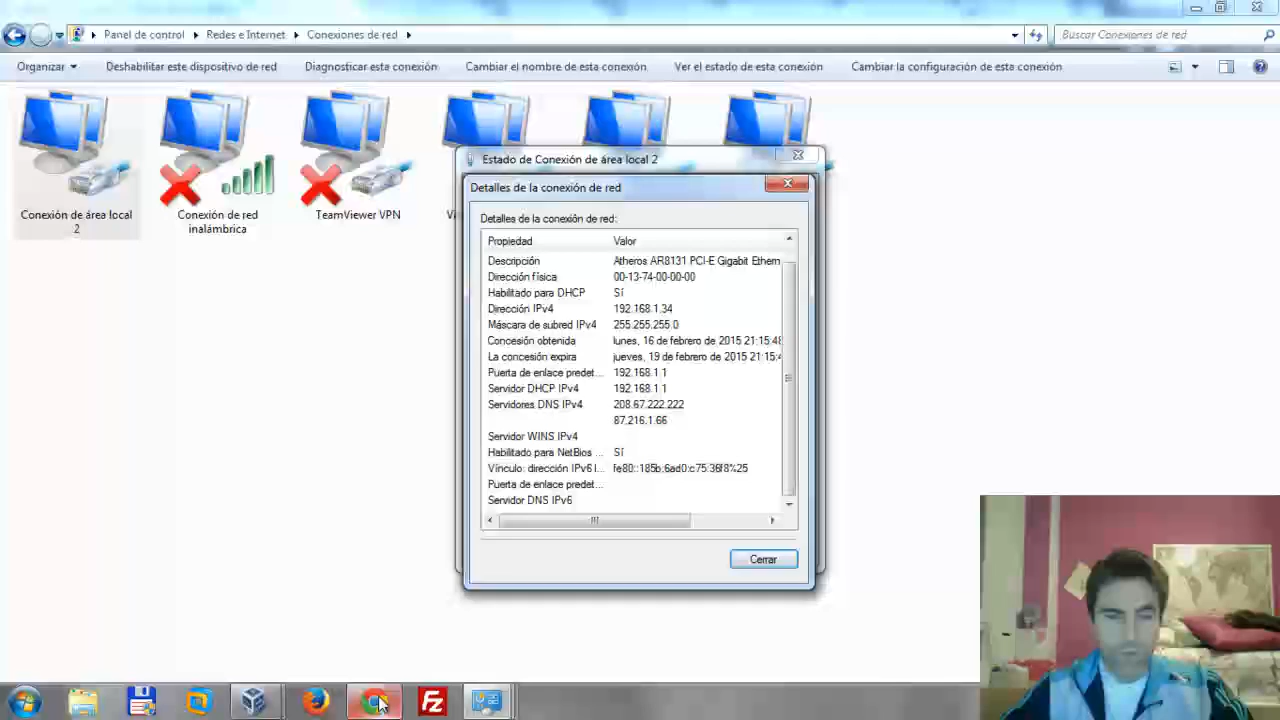 Panel de control Redes e Internet Conexiones de red Buscar Conexiones de red
Organizar Deshabilitar este dispositivo de red Diagnosticar esta conexión Cambiar el nombre de esta conexión Ver el estado de esta conexión Cambiar la configuración de esta conexión
Conexión de área local
2
Conexión de red
inalámbrica
TeamViewer VPN
Estado de Conexión de área local 2
Detalles de la conexión de red
Detalles de la conexión de red:
Propiedad Valor
Descripción Atheros AR8131 PCI-E Gigabit Ethern
Dirección física 00-13-74-00-00-00
Habilitado para DHCP Sí
Dirección IPv4 192.168.1.34
Máscara de subred IPv4 255.255.255.0
Concesión obtenida lunes, 16 de febrero de 2015 21:15:48
La concesión expira jueves, 19 de febrero de 2015 21:15:4
Puerta de enlace predet... 192.168.1.1
Servidor DHCP IPv4 192.168.1.1
Servidores DNS IPv4 208.67.222.222
87.216.1.66
Servidor WINS IPv4
Habilitado para NetBios ... Sí
Vínculo: dirección IPv6 l... fe80::185b:6ad0:c75:36f8%25
Puerta de enlace predet...
Servidor DNS IPv6
Cerrar
FZ